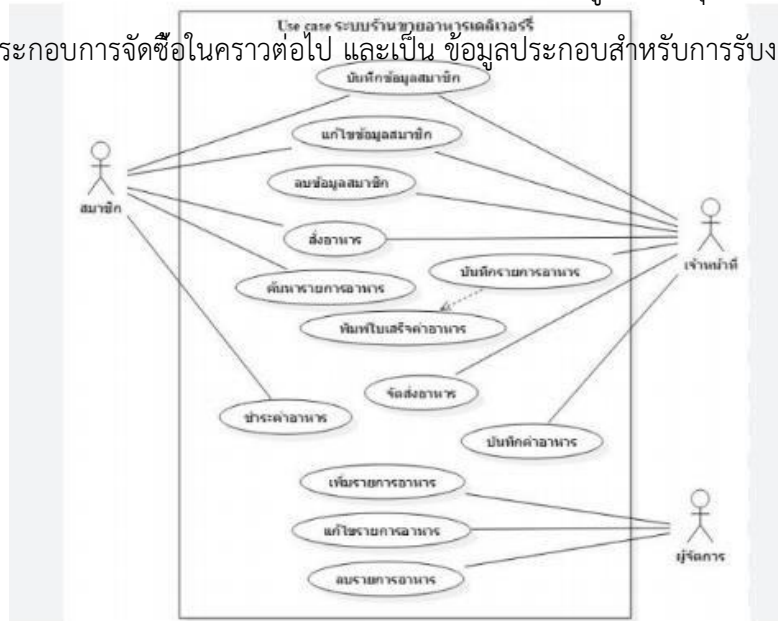 Use case ระบบร้านขายอาหารเดลิเวอรี่
ระกอบการจัดซื้อในคราวต่อไป และเป็น ข้อมูลประกอบสำหรับการรับง
บันทึกข้อมูลสมาชิก
แก้ไขข้อมูลสมาชิก
ลบข้อมูลสมาชิก
สมาชิก
สั่งอาหาร
บันทึกรายการอาหาร
เจ้าหน้าที่
ค้นหารายการอาหาร
พิมพ์ใบเสร็จค่าอาหาร
จัดส่งอาหาร
ชำระค่าอาหาร
บันทึกค่าอาหาร
เพิ่มรายการอาหาร
แก้ไขรายการอาหาร
ผู้จัดการ
ลบรายการอาหาร